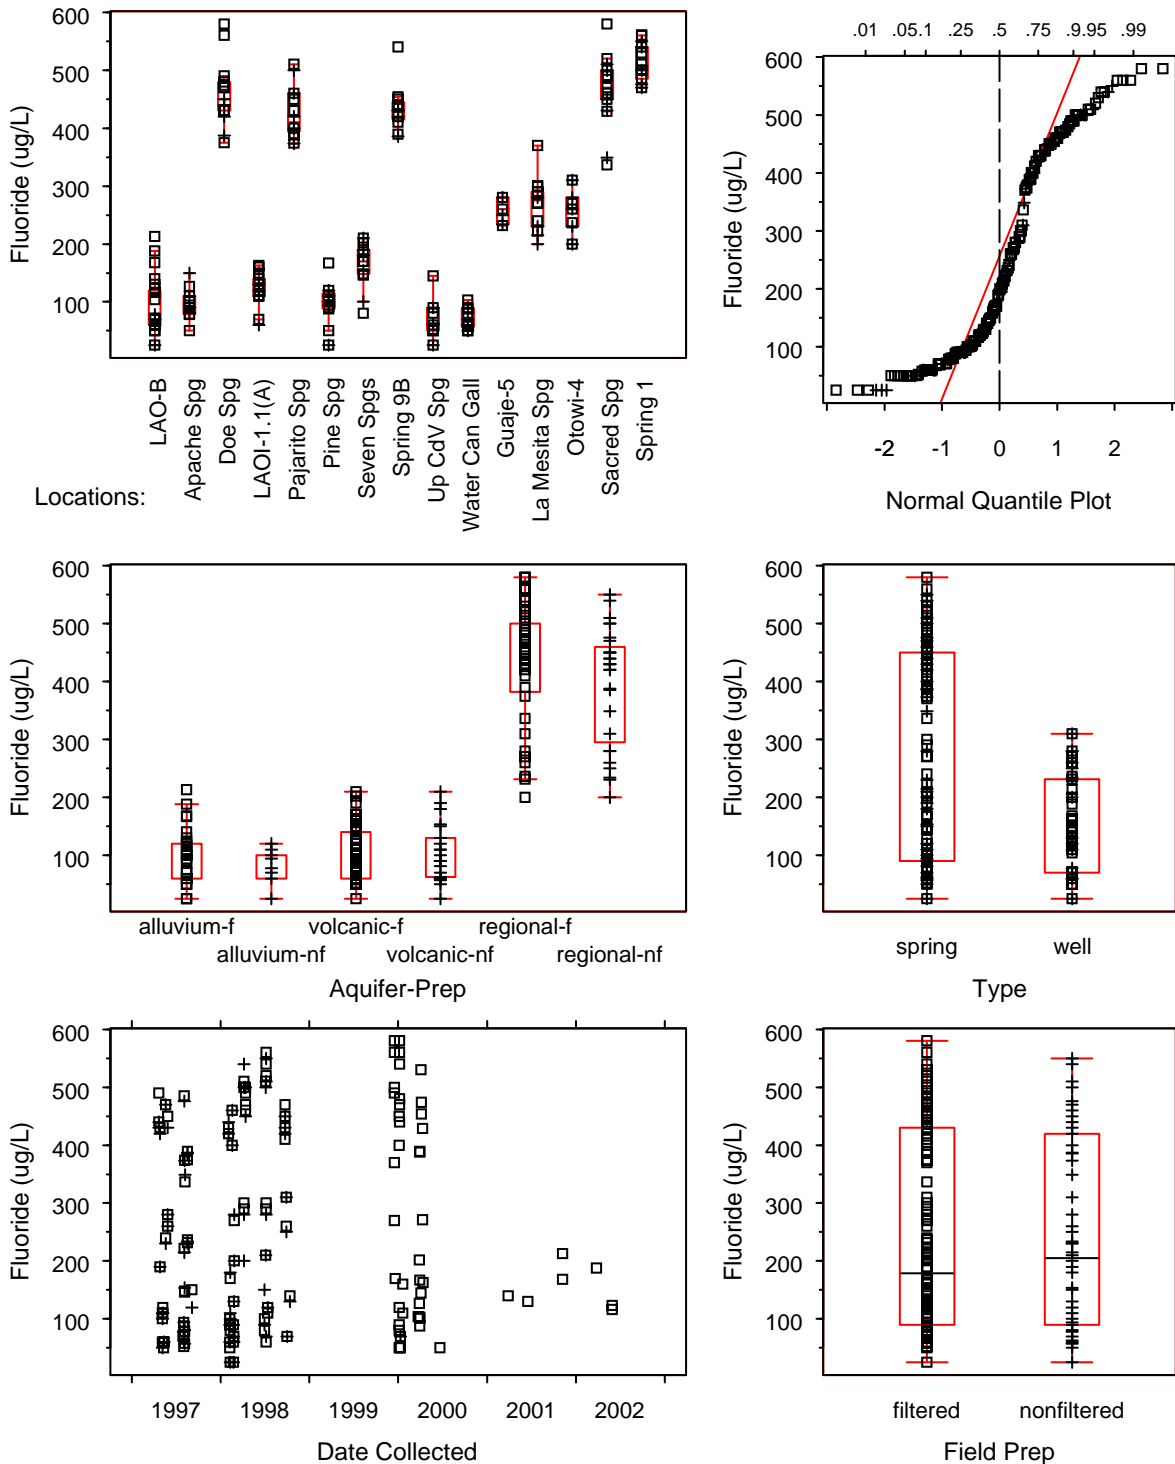 600
500
400
300
200
100
Fluoride (ug/L)
LAO-B
Apache Spg
Doe Spg
LAOI-1.1(A)
Pajarito Spg
Pine Spg
Seven Spgs
Spring 9B
Up CdV Spg
Water Can Gall
Guaje-5
La Mesita Spg
Otowi-4
Sacred Spg
Spring 1
Locations:
.01 .05.1 .25 .5 .75 .9.95 .99
600
500
400
300
200
100
Fluoride (ug/L)
-2 -1 0 1 2
Normal Quantile Plot
600
500
400
300
200
100
Fluoride (ug/L)
alluvium-f volcanic-f regional-f
alluvium-nf volcanic-nf regional-nf
Aquifer-Prep
600
500
400
300
200
100
Fluoride (ug/L)
spring well
Type
600
500
400
300
200
100
Fluoride (ug/L)
1997 1998 1999 2000 2001 2002
Date Collected
600
500
400
300
200
100
Fluoride (ug/L)
filtered nonfiltered
Field Prep